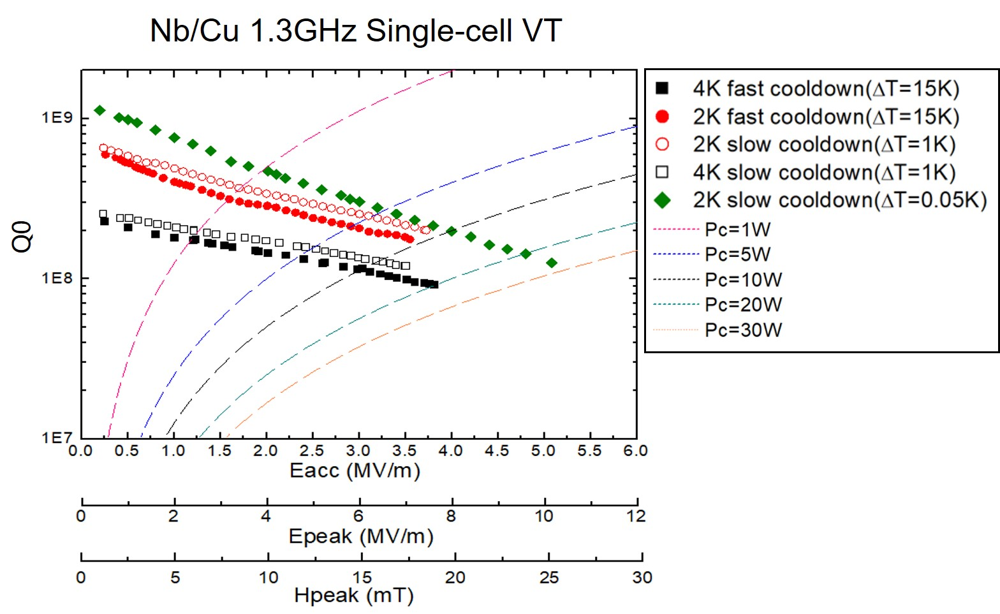 Nb/Cu 1.3GHz Single-cell VT
4K fast cooldown(ΔT=15K)
2K fast cooldown(ΔT=15K)
2K slow cooldown(ΔT=1K)
4K slow cooldown(ΔT=1K)
2K slow cooldown(ΔT=0.05K)
Pc=1W
Pc=5W
Pc=10W
Pc=20W
Pc=30W
Q0
1E9
1E8
1E7
0.0 0.5 1.0 1.5 2.0 2.5 3.0 3.5 4.0 4.5 5.0 5.5 6.0
Eacc (MV/m)
0 2 4 6 8 10 12
Epeak (MV/m)
0 5 10 15 20 25 30
Hpeak (mT)